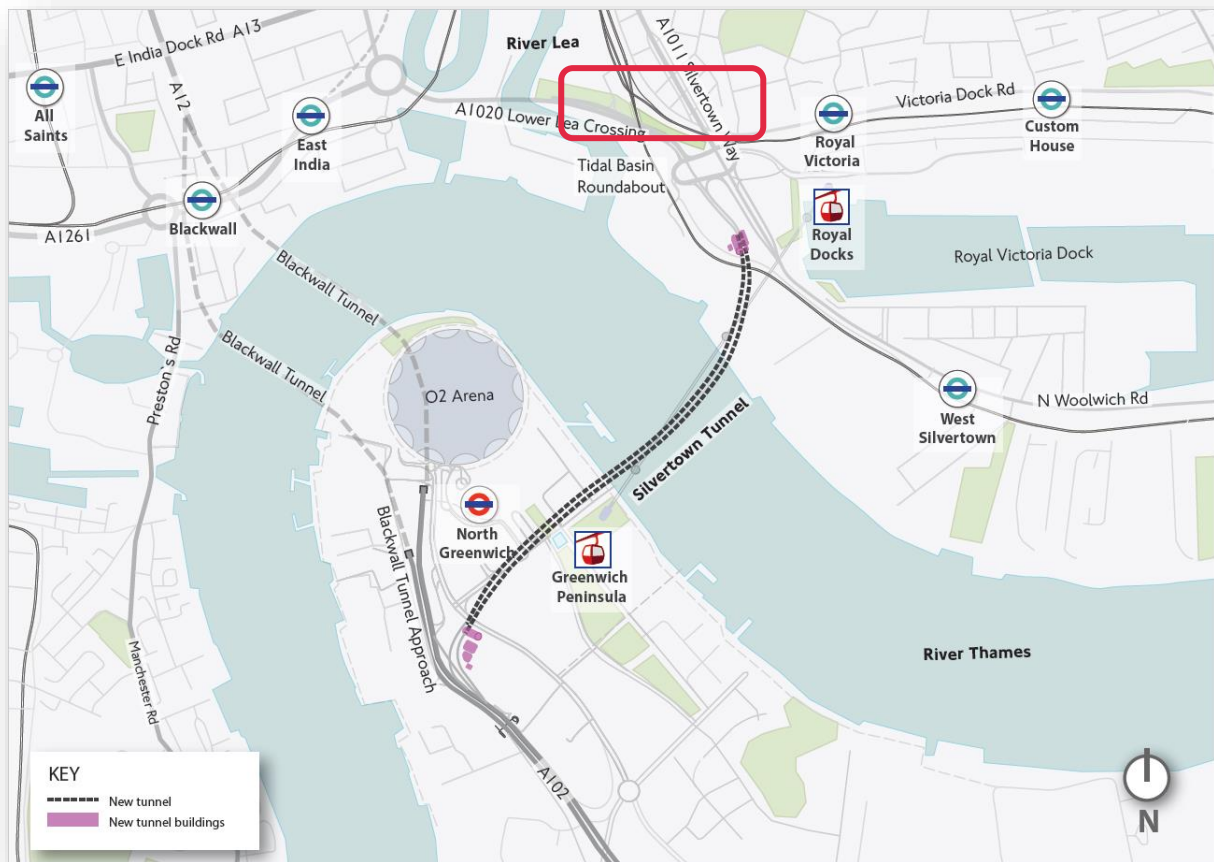 E India Dock Rd A13
A12
River Lea
A1011 Silvertown Way
Victoria Dock Rd
All
Saints
East
India
A1020 Lower Lea Crossing
Royal
Victoria
Custom
House
Tidal Basin
Roundabout
Blackwall
A1261
Royal
Docks
Royal Victoria Dock
Blackwall Tunnel
Blackwall Tunnel
Preston's Rd
O2 Arena
West
Silvertown
N Woolwich Rd
Silvertown Tunnel
North
Greenwich
Blackwall Tunnel Approach
Greenwich
Peninsula
River Thames
Manchester Rd
A102
KEY
New tunnel
New tunnel buildings
N